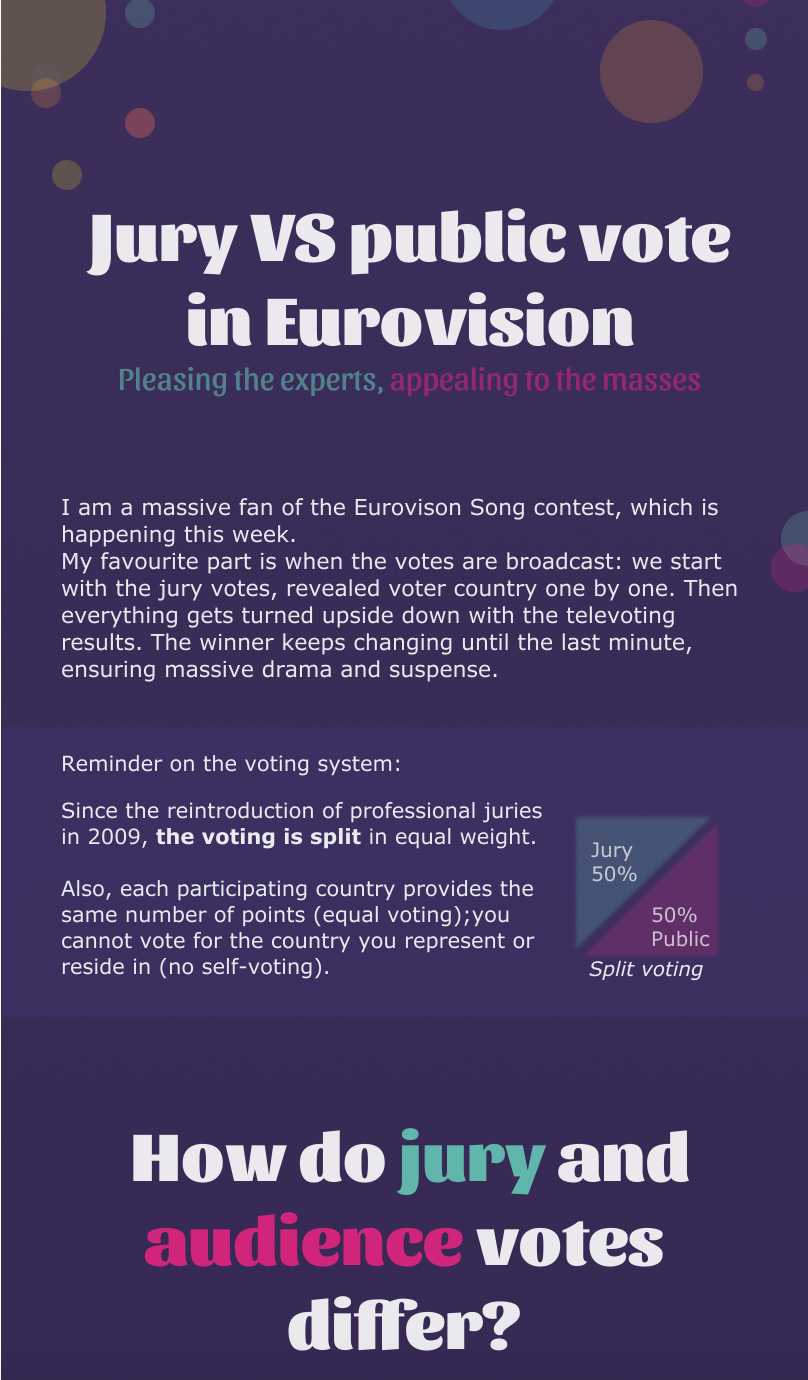 Jury VS public vote
in Eurovision
Pleasing the experts, appealing to the masses
I am a massive fan of the Eurovison Song contest, which is
happening this week.
My favourite part is when the votes are broadcast: we start
with the jury votes, revealed voter country one by one. Then
everything gets turned upside down with the televoting
results. The winner keeps changing until the last minute,
ensuring massive drama and suspense.
Reminder on the voting system:
Since the reintroduction of professional juries
in 2009, the voting is split in equal weight.
Also, each participating country provides the
same number of points (equal voting);you
cannot vote for the country you represent or
reside in (no self-voting).
Jury
50%
50%
Public
Split voting
How do jury and
audience votes
differ?